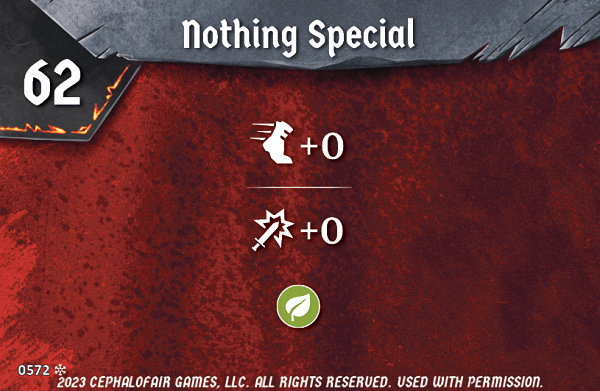 Nothing Special
62
+0
+0
0572
2023 CEPHALOFAIR GAMES, LLC. ALL RIGHTS RESERVED. USED WITH PERMISSION.